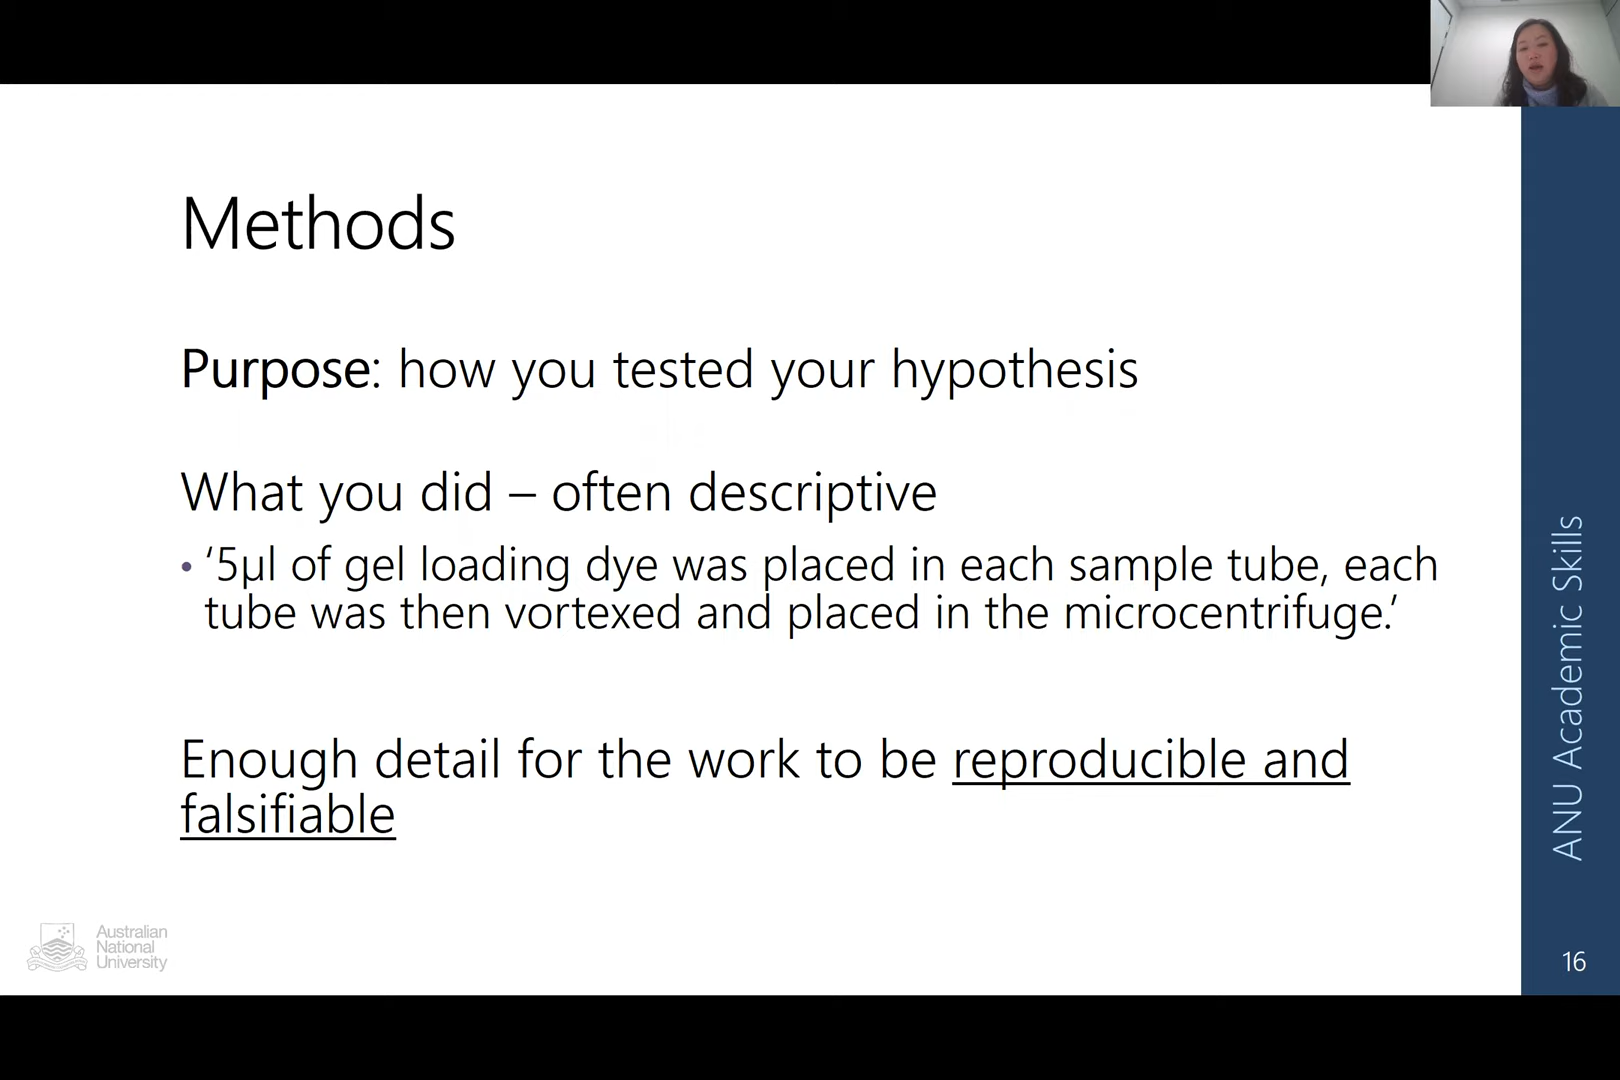 Methods
Purpose: how you tested your hypothesis
What you did – often descriptive
• ‘5µl of gel loading dye was placed in each sample tube, each
tube was then vortexed and placed in the microcentrifuge.’
Enough detail for the work to be reproducible and
falsifiable
Australian
National
University
ANU Academic Skills
16